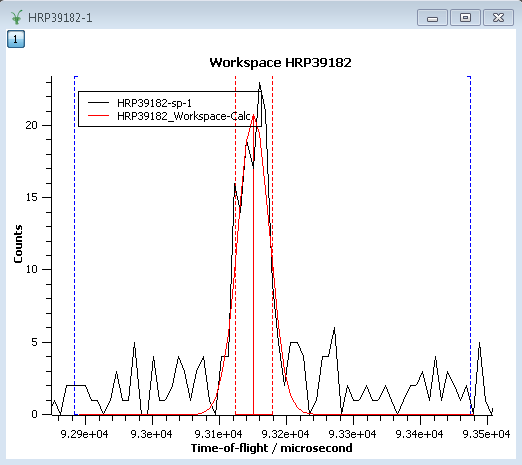 HRP39182-1
1
Workspace HRP39182
HRP39182-sp-1
HRP39182_Workspace-Calc
20
15
10
5
0
Counts
9.29e+04 9.3e+04 9.31e+04 9.32e+04 9.33e+04 9.34e+04 9.35e+04
Time-of-flight / microsecond